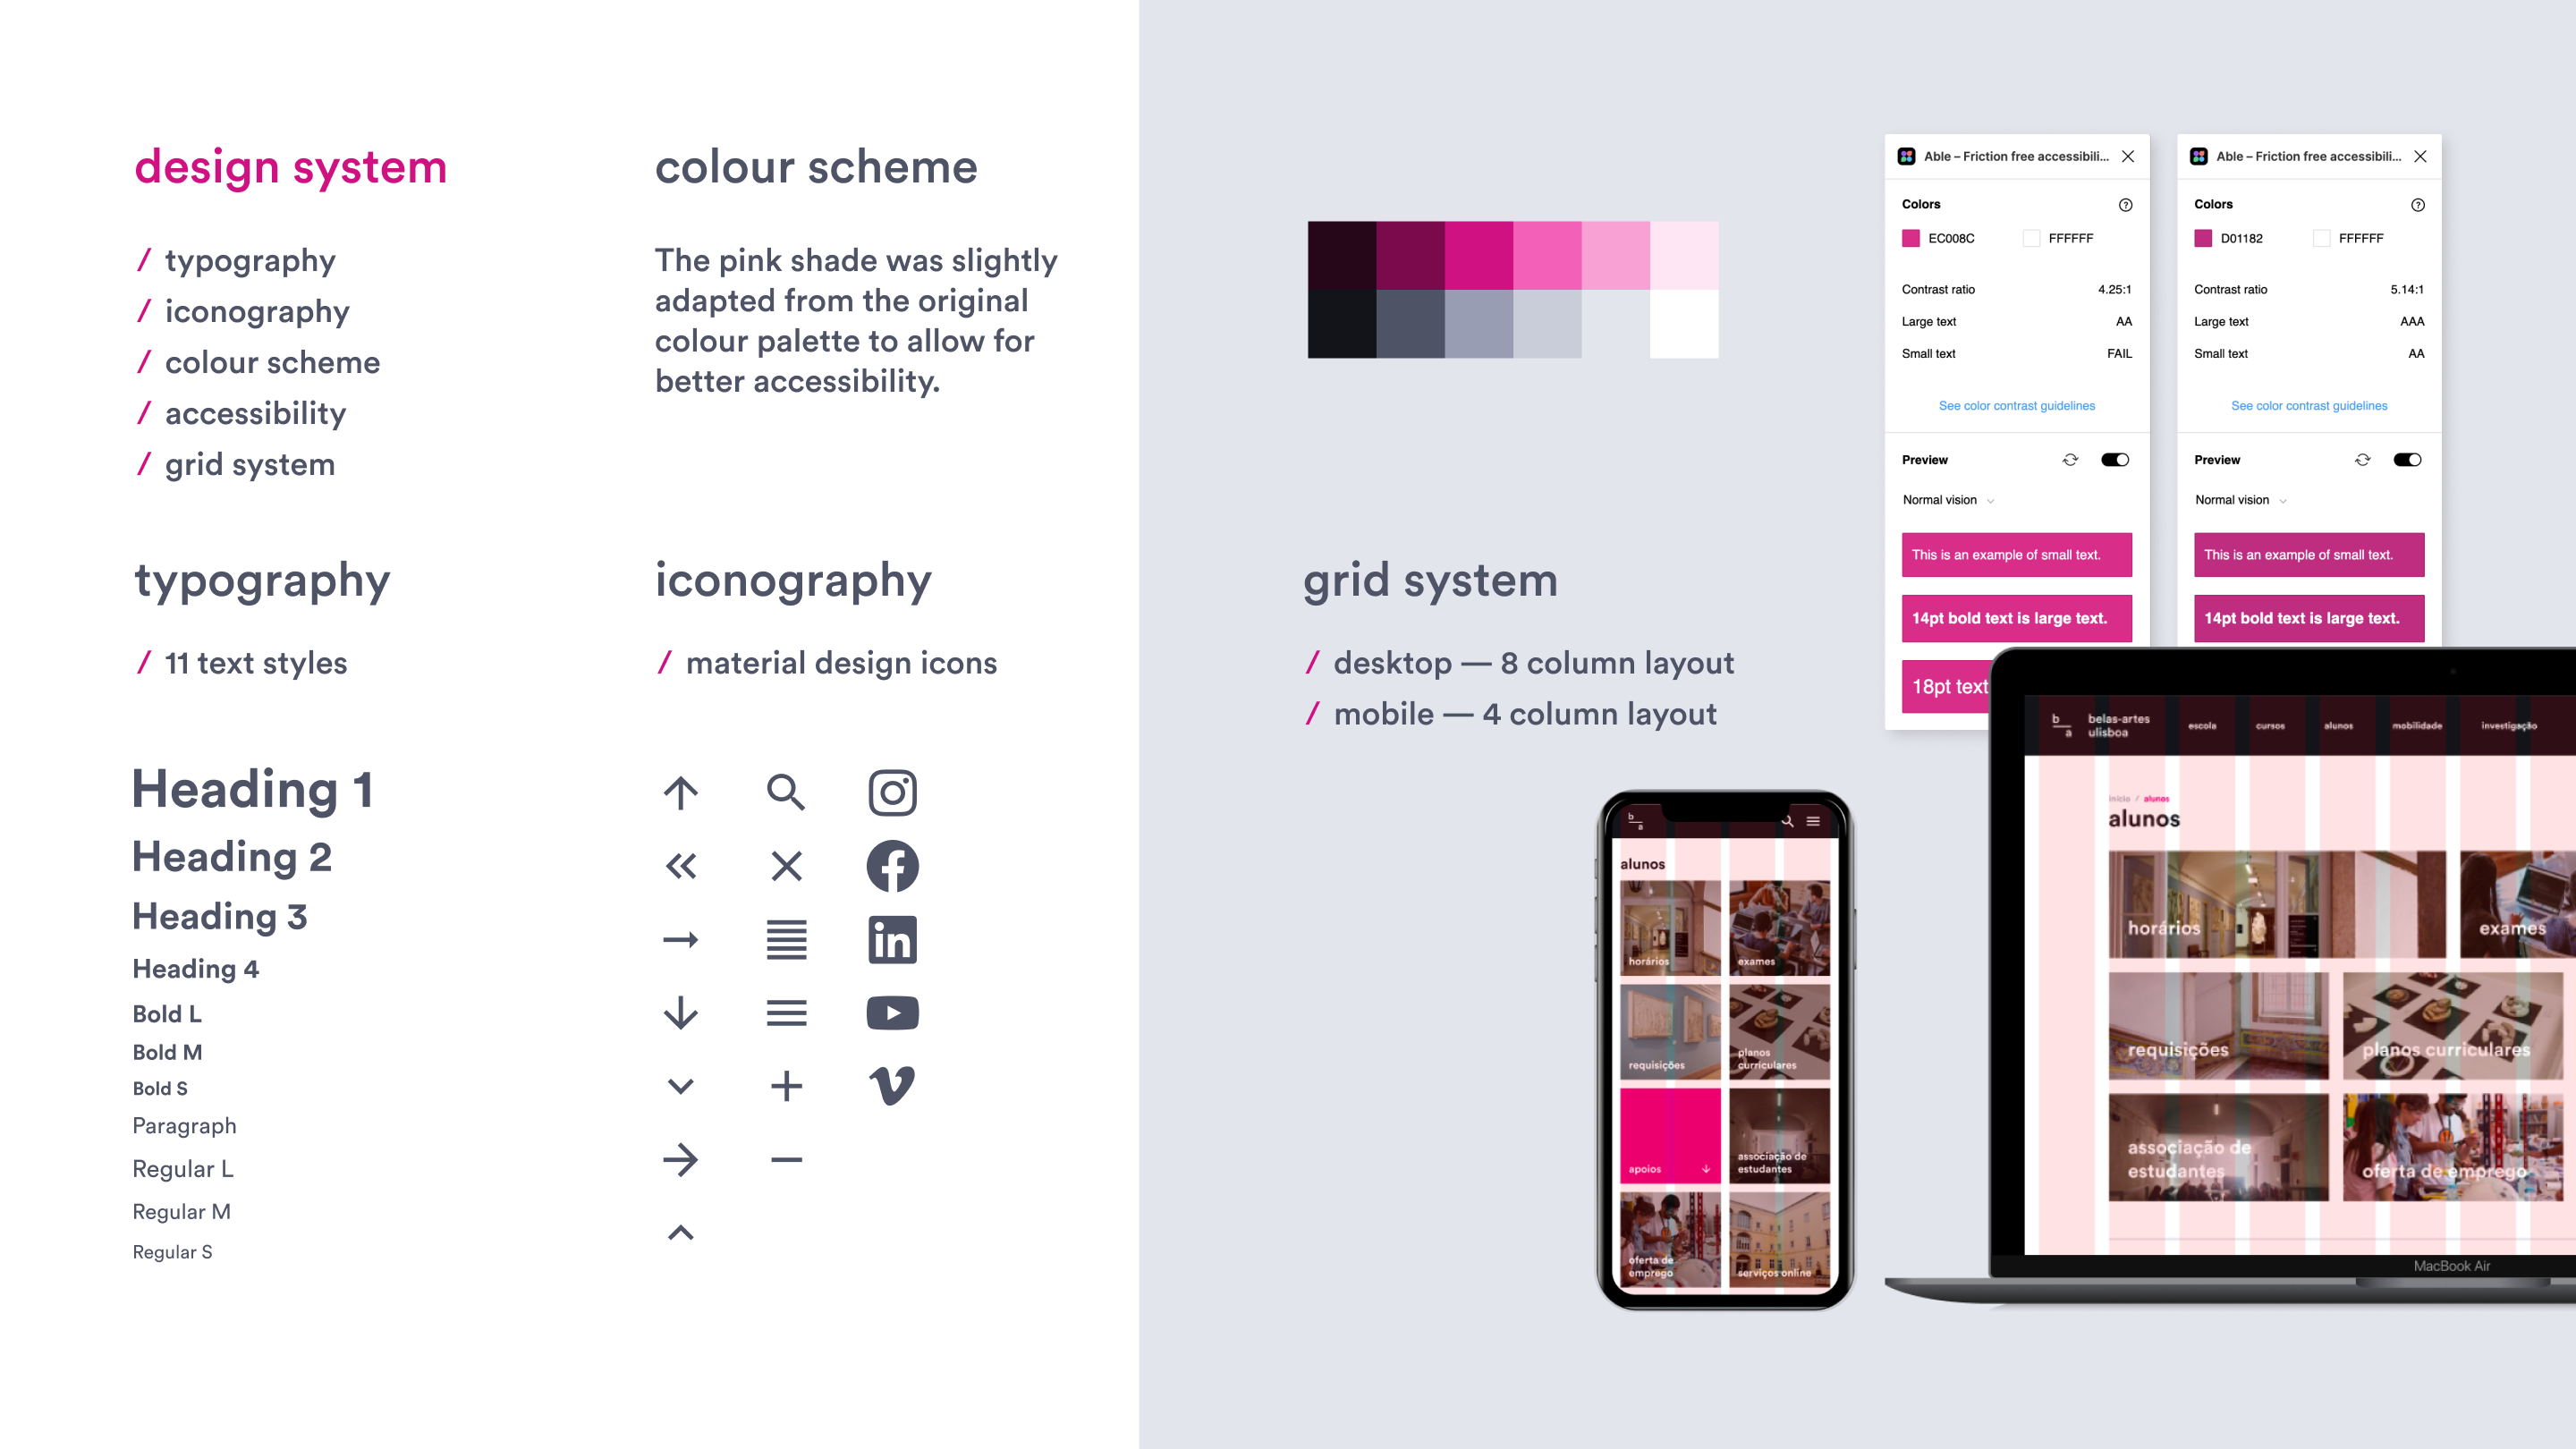 design system
/ typography
/ iconography
/ colour scheme
/ accessibility
/ grid system
colour scheme
The pink shade was slightly
adapted from the original
colour palette to allow for
better accessibility.
typography
/ 11 text styles
Heading 1
Heading 2
Heading 3
Heading 4
Bold L
Bold M
Bold S
Paragraph
Regular L
Regular M
Regular S
iconography
/ material design icons
in
grid system
/ desktop — 8 column layout
/ mobile — 4 column layout
Able – Friction free accessibili...
Colors
EC008C FFFFFF
Contrast ratio 4.25:1
Large text AA
Small text FAIL
See color contrast guidelines
Preview
Normal vision
This is an example of small text.
14pt bold text is large text.
18pt text
Able – Friction free accessibili...
Colors
D01182 FFFFFF
Contrast ratio 5.14:1
Large text AAA
Small text AA
See color contrast guidelines
Preview
Normal vision
This is an example of small text.
14pt bold text is large text.
b
a
alunos
horários
exames
requisições
planos
curriculares
apoios
associação de
estudantes
oferta de
emprego
serviços online
b
a
belas-artes
ulisboa
escola cursos alunos mobilidade investigação
início / alunos
alunos
horários
exames
requisições
planos curriculares
associação de
estudantes
oferta de emprego
MacBook Air